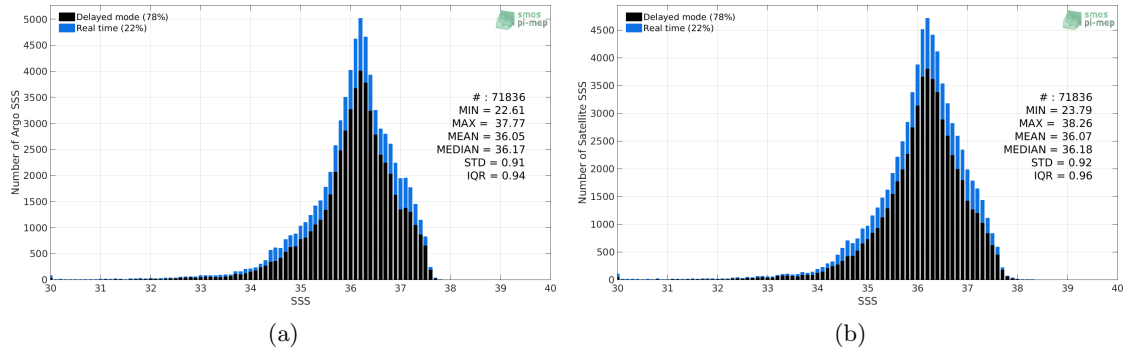 Delayed mode (78%)
Real time (22%)
smos
pi-mep
5000
4500
4000
3500
3000
2500
2000
1500
1000
500
0
Number of Argo SSS
# : 71836
MIN = 22.61
MAX = 37.77
MEAN = 36.05
MEDIAN = 36.17
STD = 0.91
IQR = 0.94
30 31 32 33 34 35 36 37 38 39 40
SSS
(a)
Delayed mode (78%)
Real time (22%)
smos
pi-mep
4500
4000
3500
3000
2500
2000
1500
1000
500
0
Number of Satellite SSS
# : 71836
MIN = 23.79
MAX = 38.26
MEAN = 36.07
MEDIAN = 36.18
STD = 0.92
IQR = 0.96
30 31 32 33 34 35 36 37 38 39 40
SSS
(b)